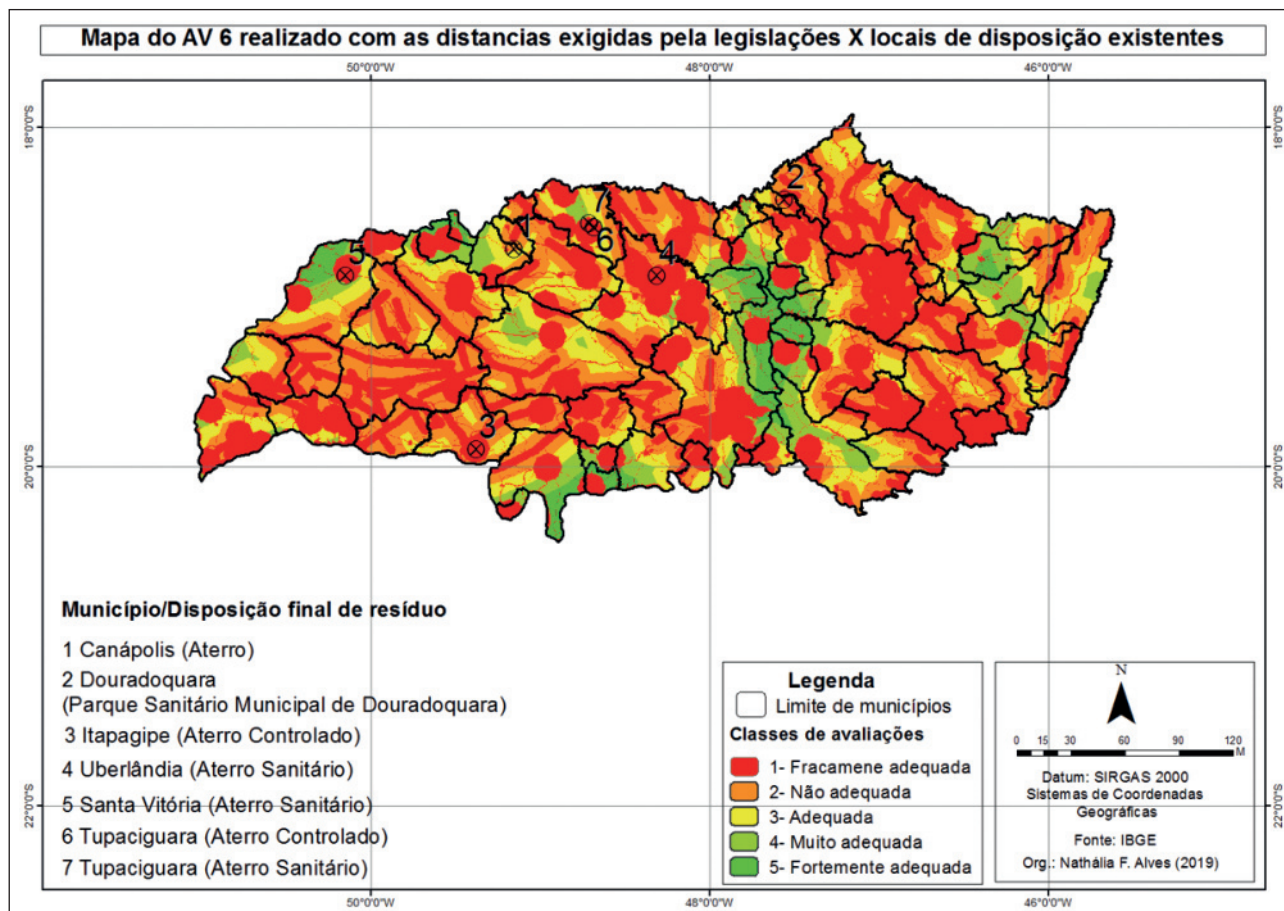 Mapa do AV 6 realizado com as distancias exigidas pela legislações X locais de disposição existentes
50°0'0"W 48°0'0"W 46°0'0"W
18°0'0"S 18°0'0"S
2
7
1
6
5
4
3
20°0'0"S 20°0'0"S
Município/Disposição final de resíduo
1 Canápolis (Aterro)
2 Douradoquara
(Parque Sanitário Municipal de Douradoquara)
3 Itapagipe (Aterro Controlado)
4 Uberlândia (Aterro Sanitário)
5 Santa Vitória (Aterro Sanitário)
6 Tupaciguara (Aterro Controlado)
7 Tupaciguara (Aterro Sanitário)
Legenda
Limite de municípios
Classes de avaliações
1- Fracamene adequada
2- Não adequada
3- Adequada
4- Muito adequada
5- Fortemente adequada
N
0 15 30 60 90 120
M
Datum: SIRGAS 2000
Sistemas de Coordenadas
Geográficas
Fonte: IBGE
Org.: Nathália F. Alves (2019)
22°0'0"S 22°0'0"S
50°0'0"W 48°0'0"W 46°0'0"W